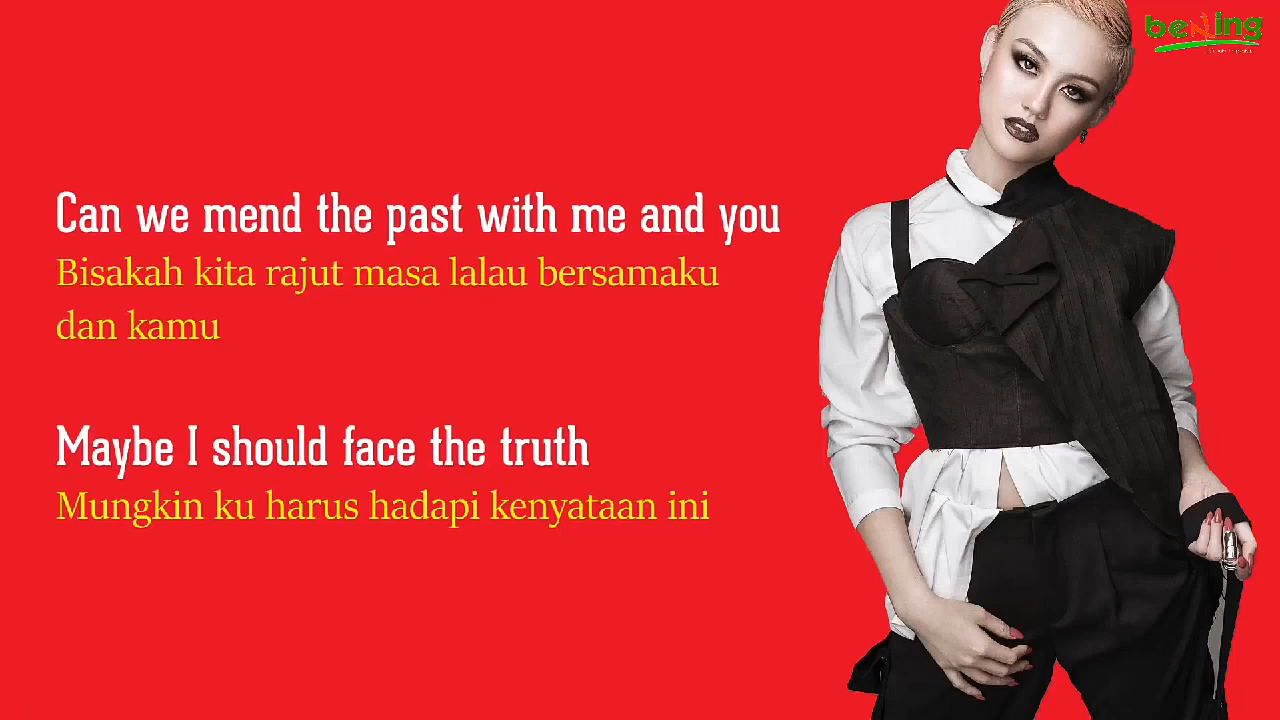 bening
Can we mend the past with me and you
Bisakah kita rajut masa lalau bersamaku
dan kamu
Maybe I should face the truth
Mungkin ku harus hadapi kenyataan ini